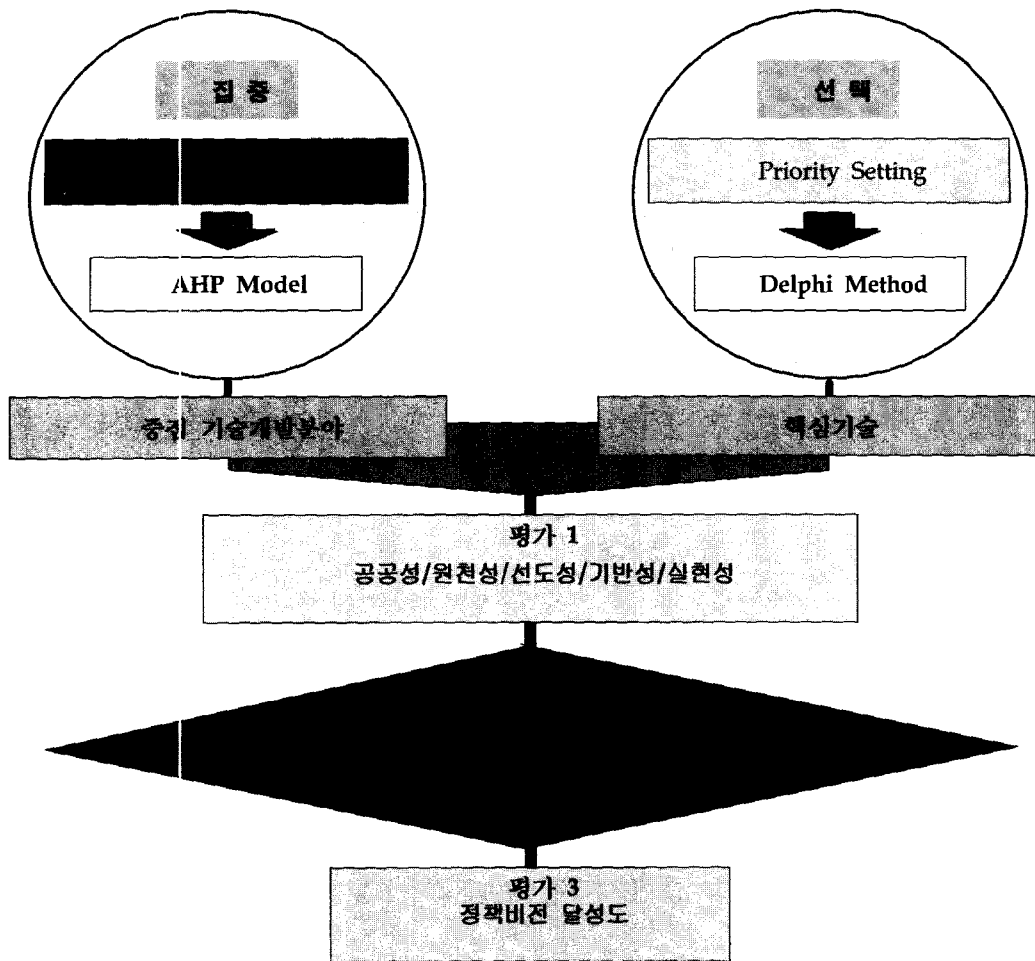 집 중
선 택
Priority Setting
AHP Model
Delphi Method
중점 기술개발분야
핵심기술
평가 1
공공성/원천성/선도성/기반성/실현성
평가 3
정책비전 달성도